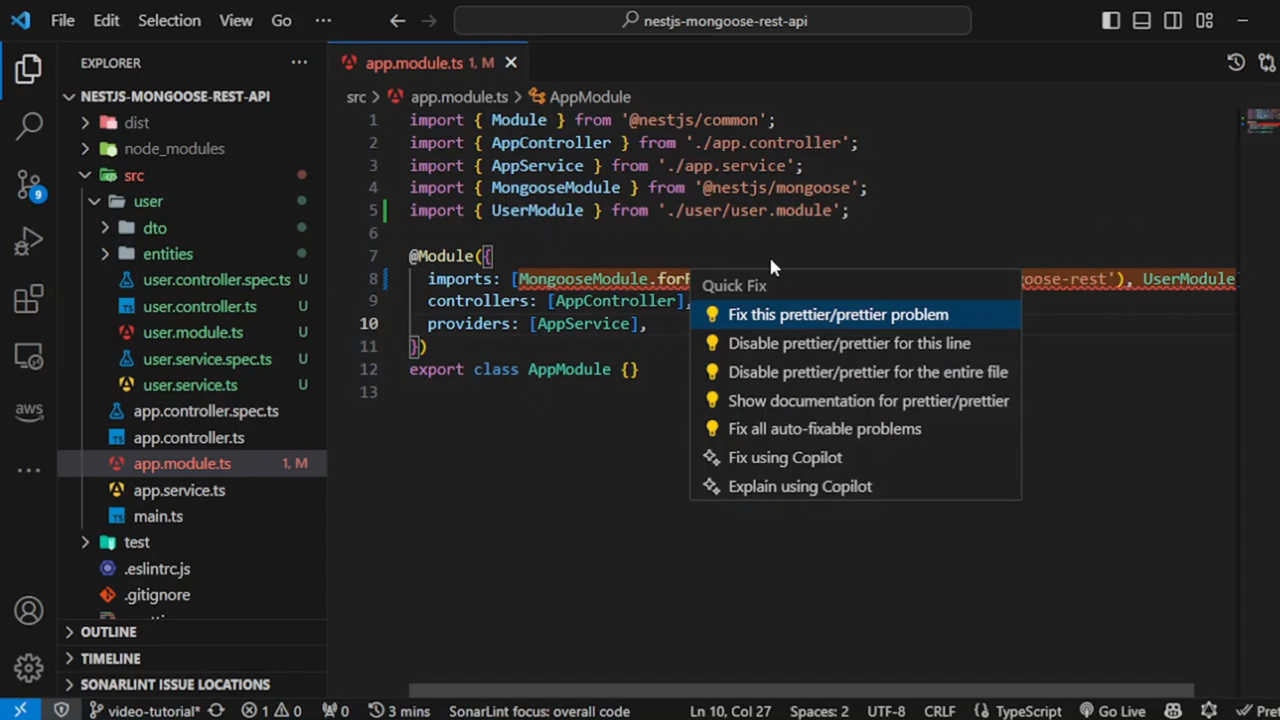 File Edit Selection View Go ··· nestjs-mongoose-rest-api
EXPLORER ···
NESTJS-MONGOOSE-REST-API
dist
node_modules
src
user
dto
entities
user.controller.spec.ts U
user.controller.ts U
user.module.ts U
user.service.spec.ts U
user.service.ts U
app.controller.spec.ts
app.controller.ts
app.module.ts 1, M
app.service.ts
main.ts
test
.eslintrc.js
.gitignore
OUTLINE
TIMELINE
SONARLINT ISSUE LOCATIONS
9
aws
app.module.ts 1, M
src > app.module.ts > AppModule
1 import { Module } from '@nestjs/common';
2 import { AppController } from './app.controller';
3 import { AppService } from './app.service';
4 import { MongooseModule } from '@nestjs/mongoose';
5 import { UserModule } from './user/user.module';
6
7 @Module({
8 imports: [MongooseModule.forR oose-rest'), UserModule
9 controllers: [AppController],
10 providers: [AppService],
11 })
12 export class AppModule {}
13
Quick Fix
Fix this prettier/prettier problem
Disable prettier/prettier for this line
Disable prettier/prettier for the entire file
Show documentation for prettier/prettier
Fix all auto-fixable problems
Fix using Copilot
Explain using Copilot
video-tutorial* 1 0 0 3 mins SonarLint focus: overall code Ln 10, Col 27 Spaces: 2 UTF-8 CRLF TypeScript Go Live